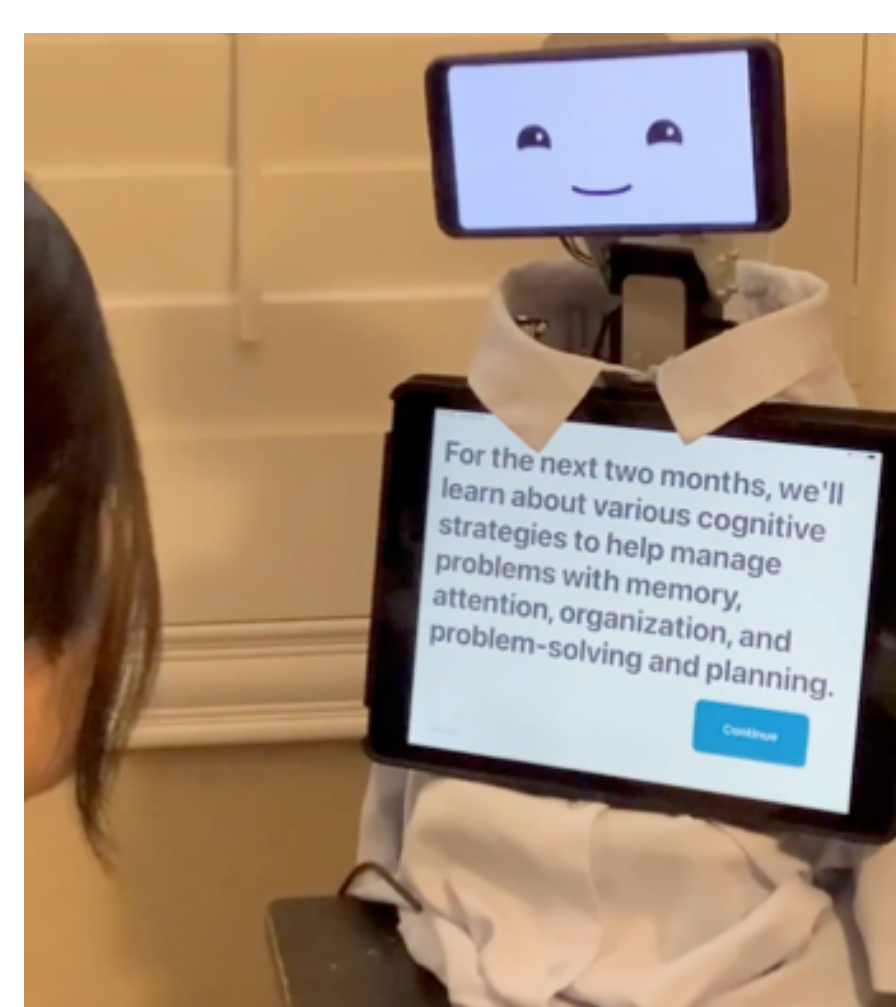 For the next two months, we'll
learn about various cognitive
strategies to help manage
problems with memory,
attention, organization, and
problem-solving and planning.
Continue